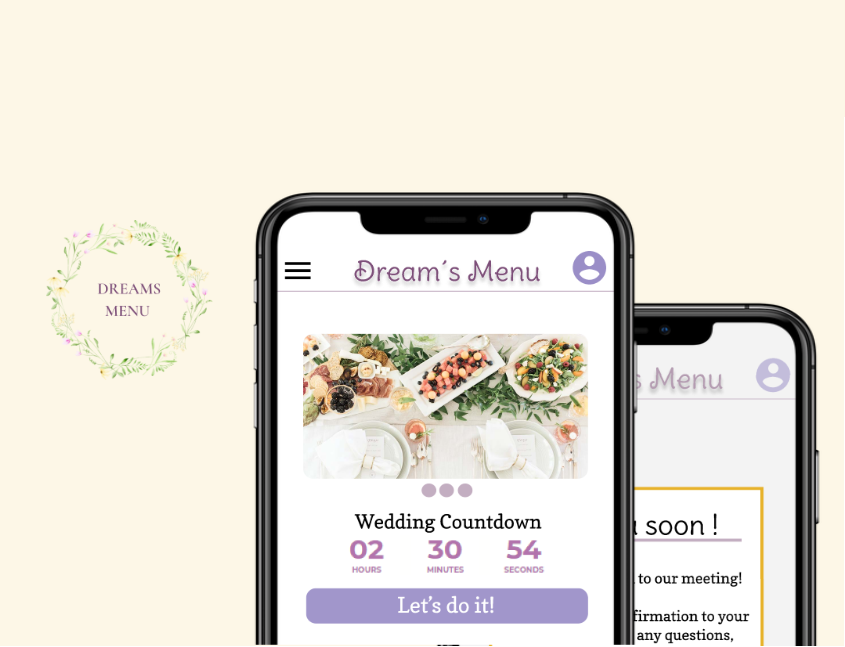 DREAMS
MENU
Dream´s Menu
Wedding Countdown
02 30 54
HOURS MINUTES SECONDS
Let's do it!
Menu
soon !
to our meeting!
to your
any questions,